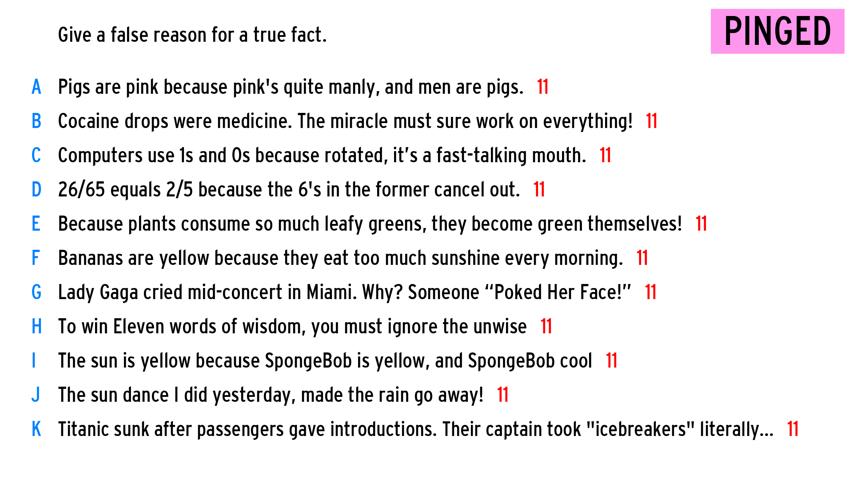 Give a false reason for a true fact.
PINGED
A Pigs are pink because pink's quite manly, and men are pigs. 11
B Cocaine drops were medicine. The miracle must sure work on everything! 11
C Computers use 1s and 0s because rotated, it’s a fast-talking mouth. 11
D 26/65 equals 2/5 because the 6's in the former cancel out. 11
E Because plants consume so much leafy greens, they become green themselves! 11
F Bananas are yellow because they eat too much sunshine every morning. 11
G Lady Gaga cried mid-concert in Miami. Why? Someone “Poked Her Face!” 11
H To win Eleven words of wisdom, you must ignore the unwise 11
I The sun is yellow because SpongeBob is yellow, and SpongeBob cool 11
J The sun dance I did yesterday, made the rain go away! 11
K Titanic sunk after passengers gave introductions. Their captain took "icebreakers" literally... 11